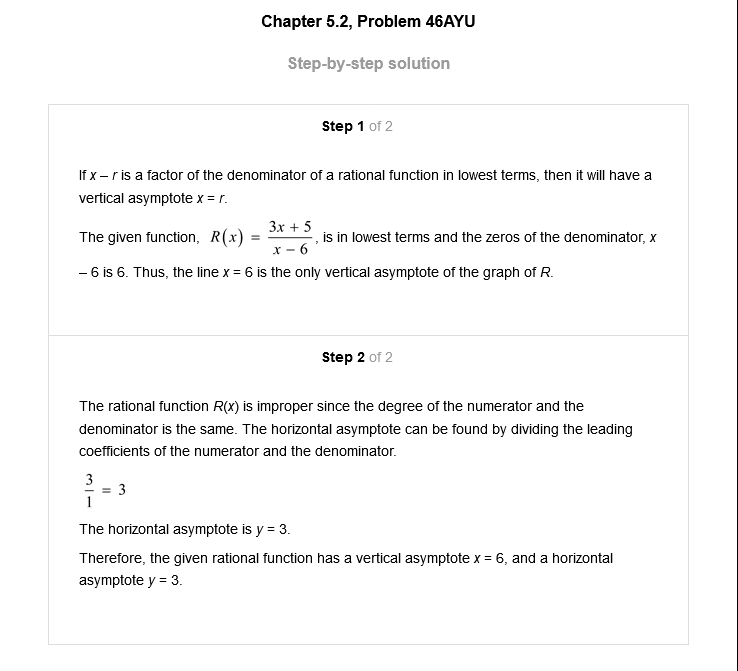 Chapter 5.2, Problem 46AYU
Step-by-step solution
Step 1 of 2
If x – r is a factor of the denominator of a rational function in lowest terms, then it will have a
vertical asymptote x = r.
The given function, R(x) = (3x + 5)/(x − 6), is in lowest terms and the zeros of the denominator, x
– 6 is 6. Thus, the line x = 6 is the only vertical asymptote of the graph of R.
Step 2 of 2
The rational function R(x) is improper since the degree of the numerator and the
denominator is the same. The horizontal asymptote can be found by dividing the leading
coefficients of the numerator and the denominator.
3/1 = 3
The horizontal asymptote is y = 3.
Therefore, the given rational function has a vertical asymptote x = 6, and a horizontal
asymptote y = 3.